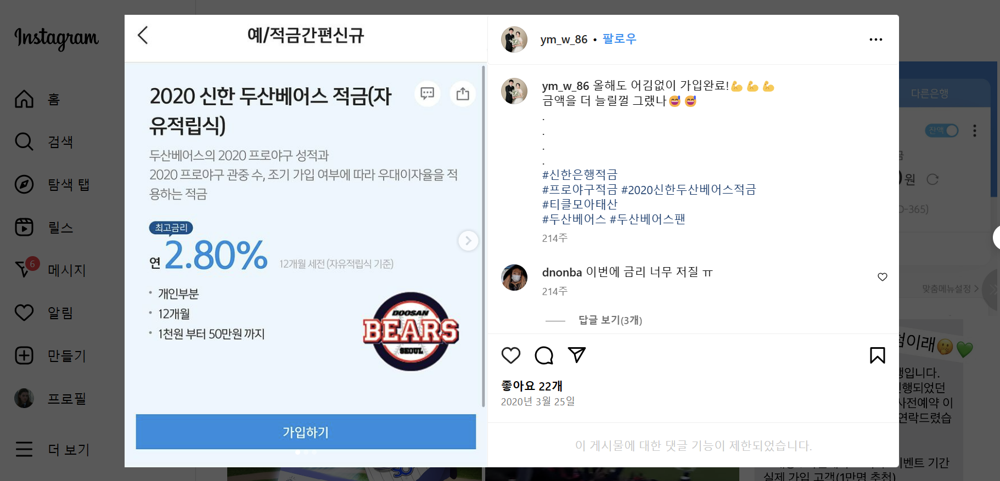 Instagram
홈
검색
탐색 탭
릴스
6
메시지
알림
만들기
프로필
더 보기
예/적금간편신규
2020 신한 두산베어스 적금(자
유적립식)
두산베어스의 2020 프로야구 성적과
2020 프로야구 관중 수, 조기 가입 여부에 따라 우대이자율을 적
용하는 적금
최고금리
연 2.80% 12개월 세전 (자유적립식 기준)
• 개인부분
• 12개월
• 1천원 부터 50만원 까지
DOOSAN
BEARS
SEOUL
가입하기
ym_w_86 • 팔로우
ym_w_86 올해도 어김없이 가입완료!💪💪💪
금액을 더 늘릴껄 그랬나😅😅
.
.
.
.
#신한은행적금
#프로야구적금 #2020신한두산베어스적금
#티클모아태산
#두산베어스 #두산베어스팬
214주
dnonba 이번에 금리 너무 저질 ㅠ
214주
답글 보기(3개)
좋아요 22개
2020년 3월 25일
이 게시물에 대한 댓글 기능이 제한되었습니다.
다른은행
잔액
원
D-365)
맞춤메뉴설정 >
이래🤭💚
입니다.
행되었던
사전예약 이
연락드렸습
벤트 기간
실제 가입 고객(1만명 추첨)